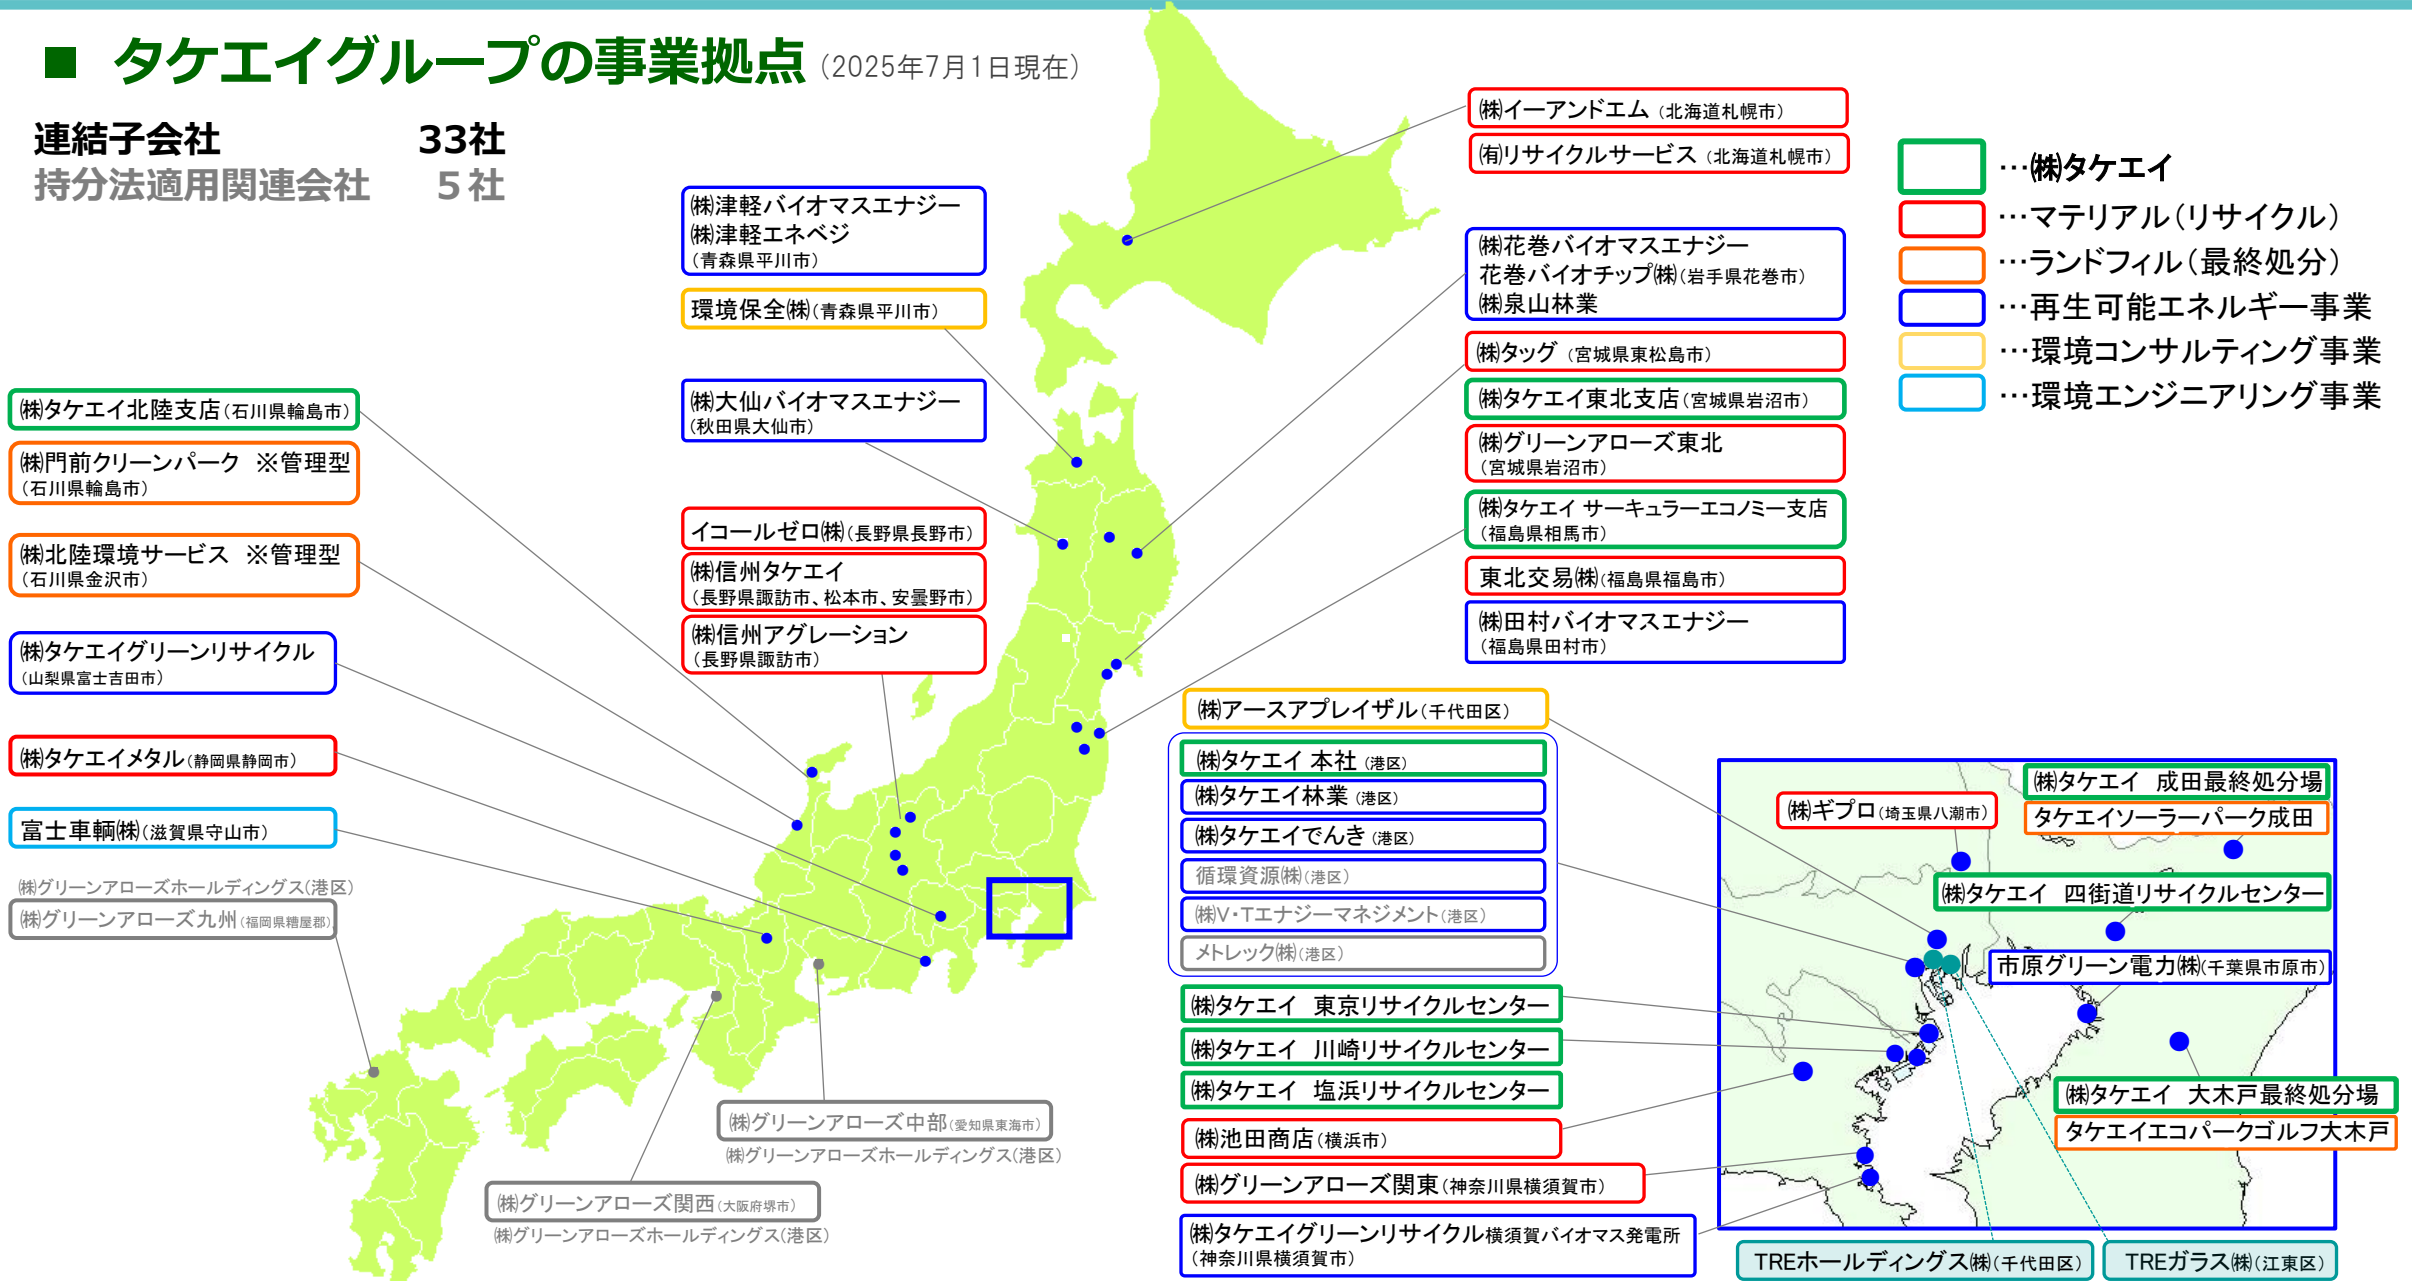 ■ タケエイグループの事業拠点（2025年7月1日現在）
連結子会社 33社
持分法適用関連会社 5社
㈱タケエイ北陸支店（石川県輪島市）
㈱門前クリーンパーク ※管理型
（石川県輪島市）
㈱北陸環境サービス ※管理型
（石川県金沢市）
㈱タケエイグリーンリサイクル
（山梨県富士吉田市）
㈱タケエイメタル（静岡県静岡市）
富士車輌㈱（滋賀県守山市）
㈱グリーンアローズホールディングス（港区）
㈱グリーンアローズ九州（福岡県糟屋郡）
㈱津軽バイオマスエナジー
㈱津軽エネベジ
（青森県平川市）
環境保全㈱（青森県平川市）
㈱大仙バイオマスエナジー
（秋田県大仙市）
イコールゼロ㈱（長野県長野市）
㈱信州タケエイ
（長野県諏訪市、松本市、安曇野市）
㈱信州アグレーション
（長野県諏訪市）
㈱グリーンアローズ中部（愛知県東海市）
㈱グリーンアローズホールディングス（港区）
㈱グリーンアローズ関西（大阪府堺市）
㈱グリーンアローズホールディングス（港区）
㈱イーアンドエム（北海道札幌市）
㈲リサイクルサービス（北海道札幌市）
㈱花巻バイオマスエナジー
花巻バイオチップ㈱（岩手県花巻市）
㈱泉山林業
㈱タッグ（宮城県東松島市）
㈱タケエイ東北支店（宮城県岩沼市）
㈱グリーンアローズ東北
（宮城県岩沼市）
㈱タケエイ サーキュラーエコノミー支店
（福島県相馬市）
東北交易㈱（福島県福島市）
㈱田村バイオマスエナジー
（福島県田村市）
…㈱タケエイ
…マテリアル（リサイクル）
…ランドフィル（最終処分）
…再生可能エネルギー事業
…環境コンサルティング事業
…環境エンジニアリング事業
㈱アースアプレイザル（千代田区）
㈱タケエイ 本社（港区）
㈱タケエイ林業（港区）
㈱タケエイでんき（港区）
循環資源㈱（港区）
㈱V・Tエナジーマネジメント（港区）
メトレック㈱（港区）
㈱タケエイ 東京リサイクルセンター
㈱タケエイ 川崎リサイクルセンター
㈱タケエイ 塩浜リサイクルセンター
㈱池田商店（横浜市）
㈱グリーンアローズ関東（神奈川県横須賀市）
㈱タケエイグリーンリサイクル横須賀バイオマス発電所
（神奈川県横須賀市）
㈱ギプロ（埼玉県八潮市）
㈱タケエイ 成田最終処分場
タケエイソーラーパーク成田
㈱タケエイ 四街道リサイクルセンター
市原グリーン電力㈱（千葉県市原市）
㈱タケエイ 大木戸最終処分場
タケエイエコパークゴルフ大木戸
TREホールディングス㈱（千代田区）
TREガラス㈱（江東区）